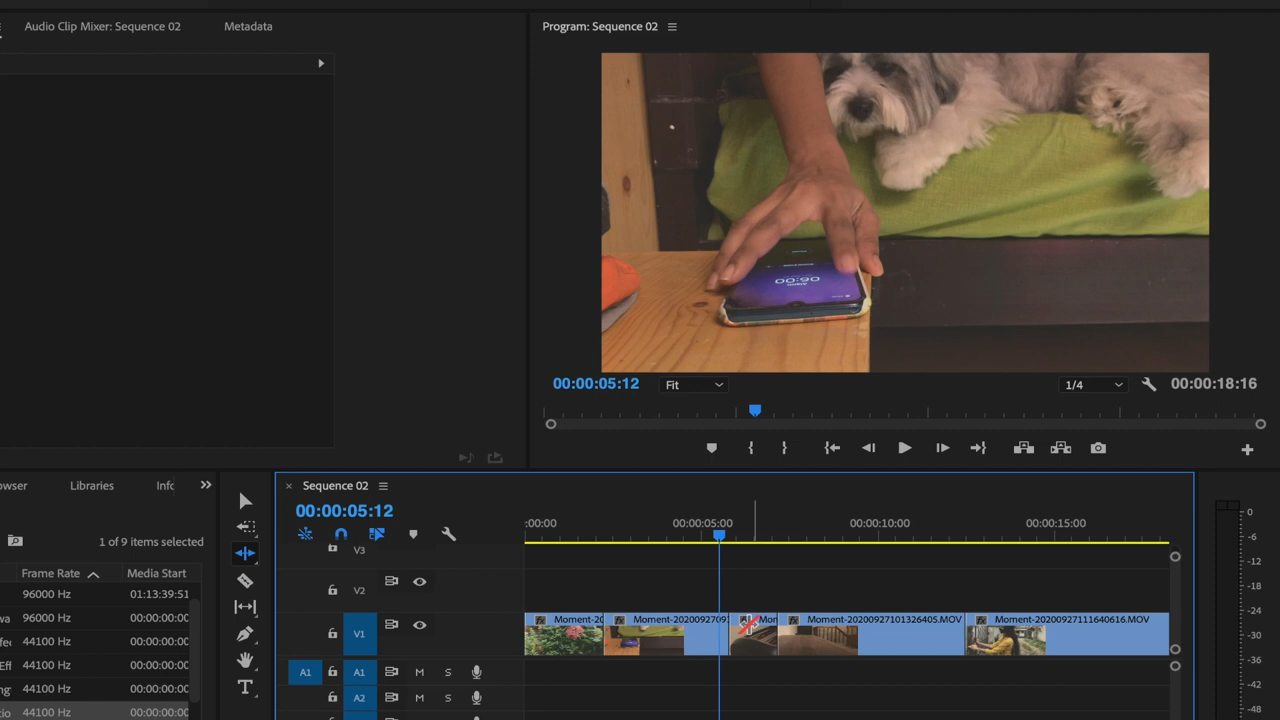 Audio Clip Mixer: Sequence 02
Metadata
Program: Sequence 02
06:00
00:00:05:12
Fit
1/4
00:00:18:16
owser
Libraries
Info
Sequence 02
00:00:05:12
1 of 9 items selected
:00:00
00:00:05:00
00:00:10:00
00:00:15:00
Frame Rate
Media Start
96000 Hz
01:13:39:51
96000 Hz
00:00:00:00
44100 Hz
00:00:00:00
44100 Hz
00:00:00:00
44100 Hz
00:00:00:00
44100 Hz
00:00:00:00
V3
V2
V1
Moment-20
Moment-2020092709
Mom
Moment-20200927101326405.MOV
Moment-20200927111640616.MOV
A1
A1
M
S
A2
M
S
0
-6
-12
-18
-24
-30
-36
-42
-48